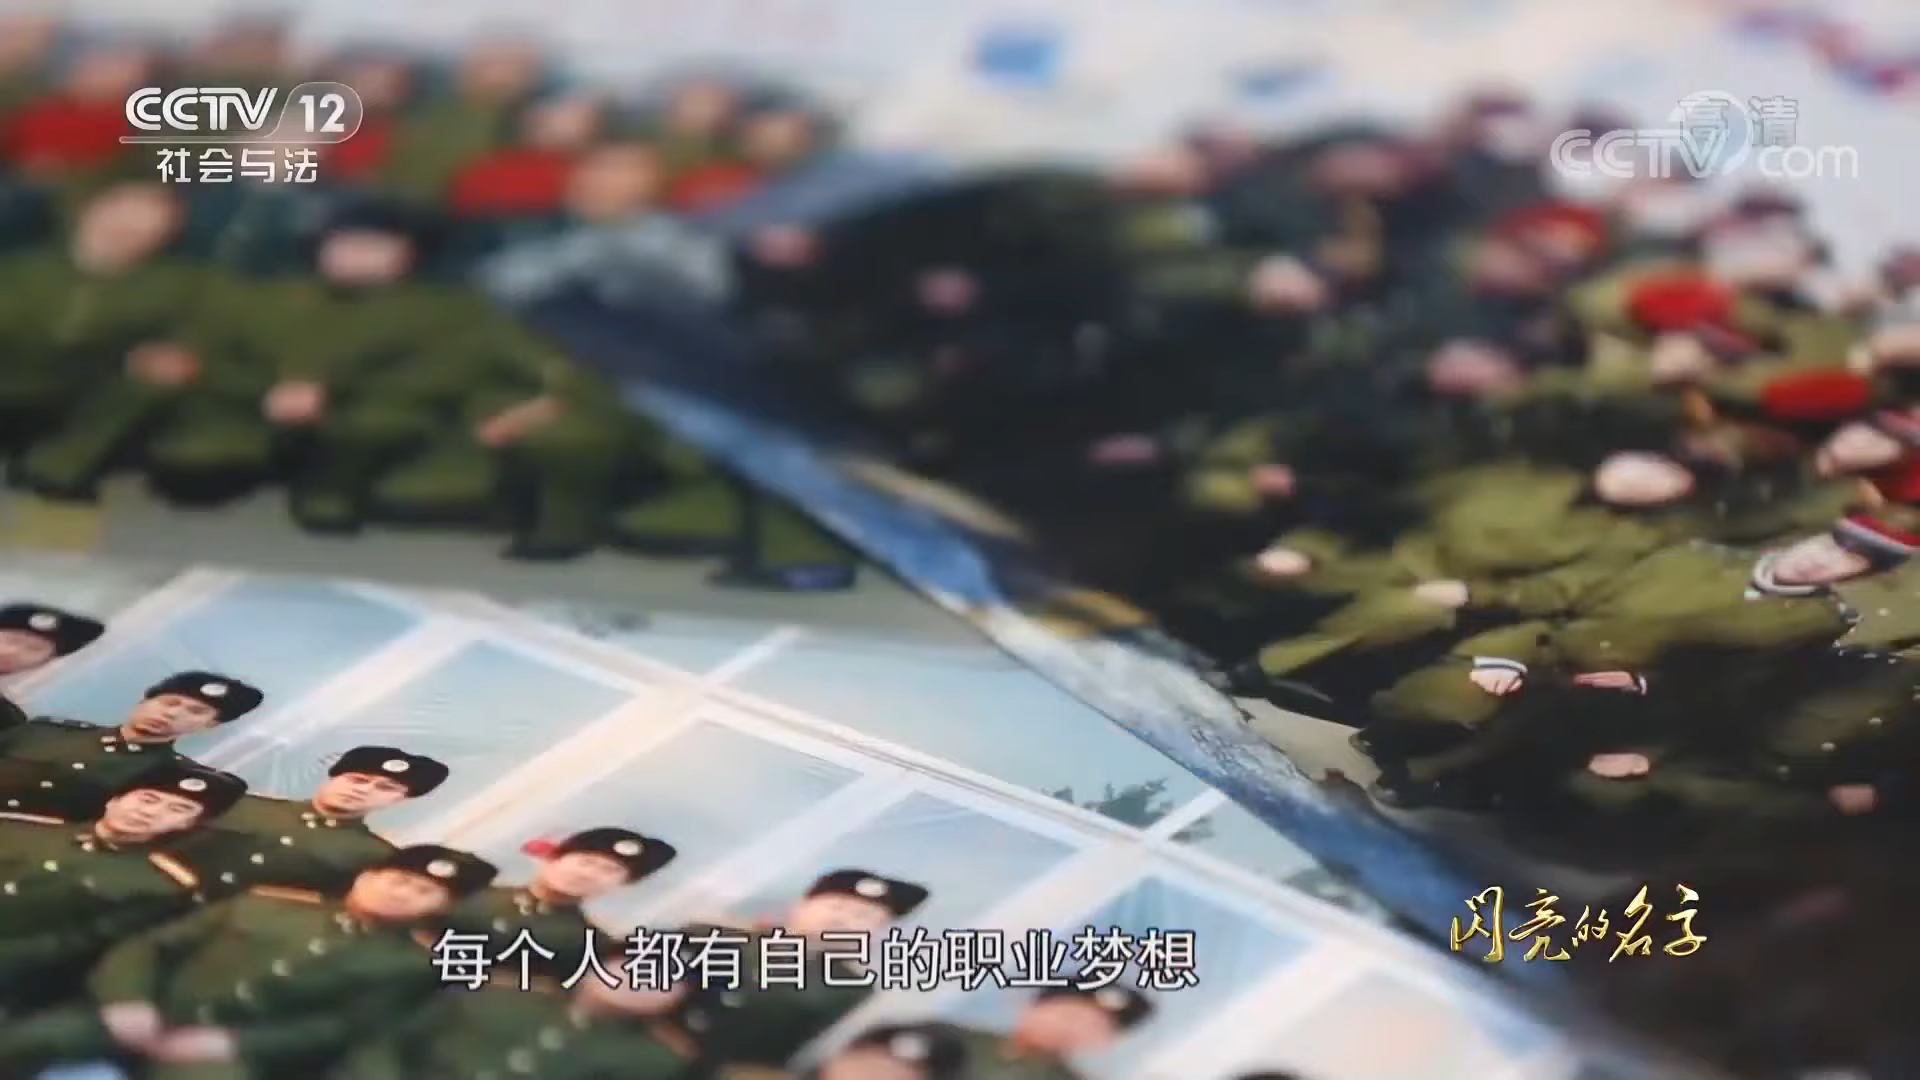 CCTV 12
社会与法
高清
CCTV com
闪亮的名字
每个人都有自己的职业梦想